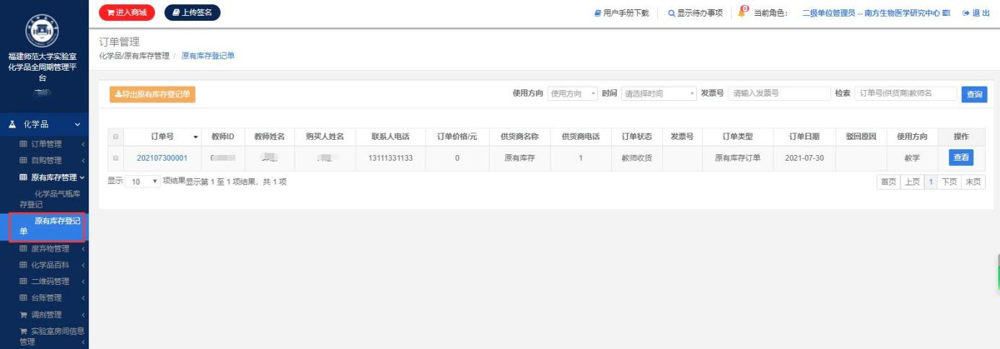 进入商城
上传签名
用户手册下载
显示待办事项
0
当前角色：
二级单位管理员 -- 南方生物医学研究中心
退 出
福建师范大学实验室
化学品全周期管理平
台
化学品
订单管理
自购管理
原有库存管理
化学品气瓶库
存登记
原有库存登记
单
废弃物管理
化学品百科
二维码管理
台账管理
调剂管理
实验室房间信息
管理
订单管理
化学品/原有库存管理 / 原有库存登记单
导出原有库存登记单
使用方向 使用方向 时间 请选择时间 发票号 请输入发票号 检索 订单号|供货商|教师名 查询
订单号 教师ID 教师姓名 购买人姓名 联系人电话 订单价格/元 供货商名称 供货商电话 订单状态 发票号 订单类型 订单日期 驳回原因 使用方向 操作
202107300001 13111331133 0 原有库存 1 教师收货 原有库存订单 2021-07-30 教学 查看
显示 10 项结果显示第 1 至 1 项结果，共 1 项
首页 上页 1 下页 末页